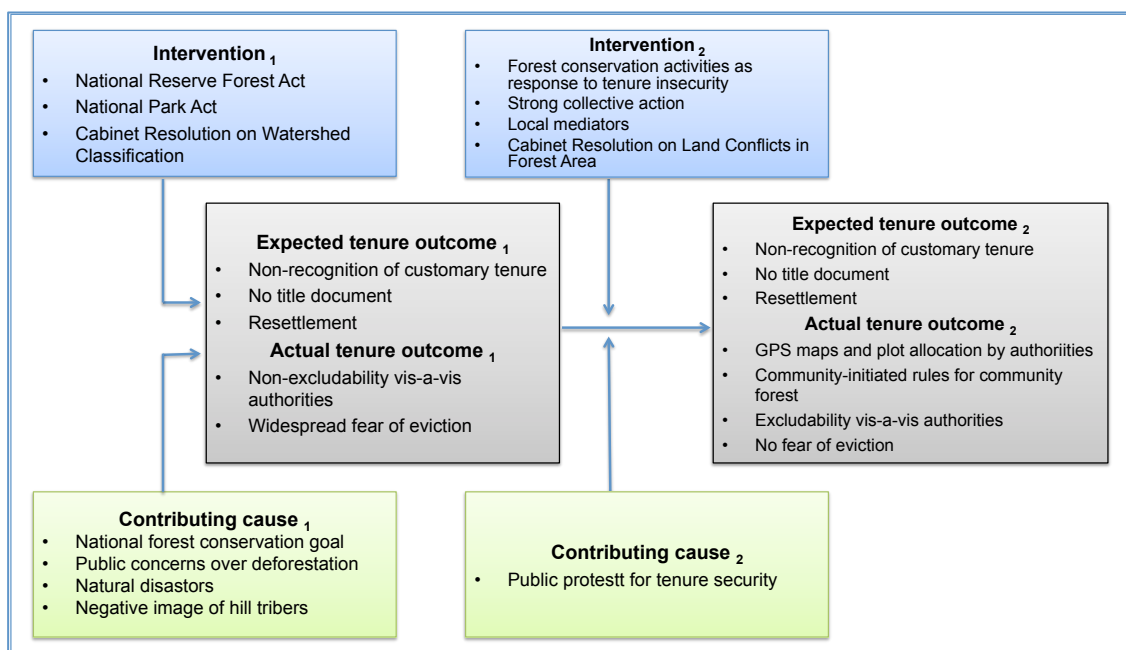 Intervention 1
• National Reserve Forest Act
• National Park Act
• Cabinet Resolution on Watershed
Classification
Intervention 2
• Forest conservation activities as
response to tenure insecurity
• Strong collective action
• Local mediators
• Cabinet Resolution on Land Conflicts in
Forest Area
Expected tenure outcome 1
• Non-recognition of customary tenure
• No title document
• Resettlement
Actual tenure outcome 1
• Non-excludability vis-a-vis
authorities
• Widespread fear of eviction
Expected tenure outcome 2
• Non-recognition of customary tenure
• No title document
• Resettlement
Actual tenure outcome 2
• GPS maps and plot allocation by authoriities
• Community-initiated rules for community
forest
• Excludability vis-a-vis authorities
• No fear of eviction
Contributing cause 1
• National forest conservation goal
• Public concerns over deforestation
• Natural disastors
• Negative image of hill tribers
Contributing cause 2
• Public protestt for tenure security